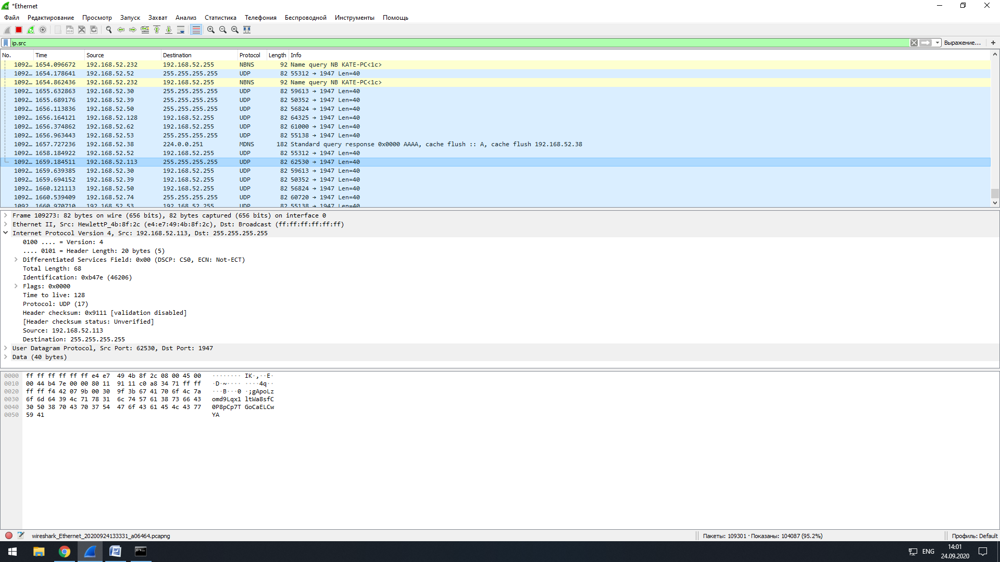 *Ethernet
Файл Редактирование Просмотр Запуск Захват Анализ Статистика Телефония Беспроводной Инструменты Помощь
ip.src Выражение… +
No. Time Source Destination Protocol Length Info
1092… 1654.096672 192.168.52.232 192.168.52.255 NBNS 92 Name query NB KATE-PC<1c>
1092… 1654.178641 192.168.52.52 255.255.255.255 UDP 82 55312 → 1947 Len=40
1092… 1654.862436 192.168.52.232 192.168.52.255 NBNS 92 Name query NB KATE-PC<1c>
1092… 1655.632863 192.168.52.30 255.255.255.255 UDP 82 59613 → 1947 Len=40
1092… 1655.689176 192.168.52.39 255.255.255.255 UDP 82 50352 → 1947 Len=40
1092… 1656.113836 192.168.52.50 255.255.255.255 UDP 82 56824 → 1947 Len=40
1092… 1656.164121 192.168.52.128 255.255.255.255 UDP 82 64325 → 1947 Len=40
1092… 1656.374862 192.168.52.62 192.168.52.255 UDP 82 61000 → 1947 Len=40
1092… 1656.963443 192.168.52.53 255.255.255.255 UDP 82 55138 → 1947 Len=40
1092… 1657.727236 192.168.52.38 224.0.0.251 MDNS 182 Standard query response 0x0000 AAAA, cache flush :: A, cache flush 192.168.52.38
1092… 1658.184922 192.168.52.52 192.168.52.255 UDP 82 55312 → 1947 Len=40
1092… 1659.184511 192.168.52.113 255.255.255.255 UDP 82 62530 → 1947 Len=40
1092… 1659.639385 192.168.52.30 192.168.52.255 UDP 82 59613 → 1947 Len=40
1092… 1659.694152 192.168.52.39 192.168.52.255 UDP 82 50352 → 1947 Len=40
1092… 1660.121113 192.168.52.50 192.168.52.255 UDP 82 56824 → 1947 Len=40
1092… 1660.539409 192.168.52.74 255.255.255.255 UDP 82 60720 → 1947 Len=40
1092 1660.970710 192.168.52.53 192.168.52.255 UDP 82 55138 → 1947 Len=40
Frame 109273: 82 bytes on wire (656 bits), 82 bytes captured (656 bits) on interface 0
Ethernet II, Src: HewlettP_4b:8f:2c (e4:e7:49:4b:8f:2c), Dst: Broadcast (ff:ff:ff:ff:ff:ff)
Internet Protocol Version 4, Src: 192.168.52.113, Dst: 255.255.255.255
0100 .... = Version: 4
.... 0101 = Header Length: 20 bytes (5)
Differentiated Services Field: 0x00 (DSCP: CS0, ECN: Not-ECT)
Total Length: 68
Identification: 0xb47e (46206)
Flags: 0x0000
Time to live: 128
Protocol: UDP (17)
Header checksum: 0x9111 [validation disabled]
[Header checksum status: Unverified]
Source: 192.168.52.113
Destination: 255.255.255.255
User Datagram Protocol, Src Port: 62530, Dst Port: 1947
Data (40 bytes)
0000 ff ff ff ff ff ff e4 e7 49 4b 8f 2c 08 00 45 00 ········ IK·,··E·
0010 00 44 b4 7e 00 00 80 11 91 11 c0 a8 34 71 ff ff ·D·~···· ····4q··
0020 ff ff f4 42 07 9b 00 30 9f 3b 67 41 70 6f 4c 7a ···B···0 ·;gApoLz
0030 6f 6d 64 39 4c 71 78 31 6c 74 57 61 38 73 66 43 omd9Lqx1 ltWa8sfC
0040 30 50 38 70 43 70 37 54 47 6f 43 61 45 4c 43 77 0P8pCp7T GoCaELCw
0050 59 41 YA
wireshark_Ethernet_20200924133331_a06464.pcapng Пакеты: 109301 · Показаны: 104087 (95.2%) Профиль: Default
ENG 14:01
24.09.2020